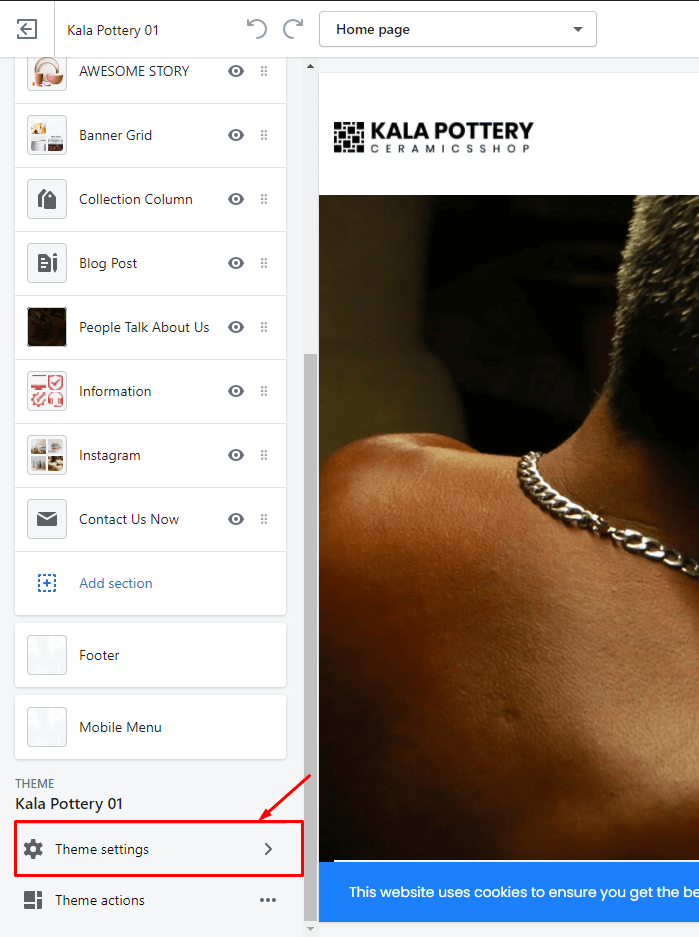 Kala Pottery 01
Home page
AWESOME STORY
Banner Grid
Collection Column
Blog Post
People Talk About Us
Information
Instagram
Contact Us Now
Add section
Footer
Mobile Menu
THEME
Kala Pottery 01
Theme settings
Theme actions
KALA POTTERY
CERAMICSSHOP
This website uses cookies to ensure you get the be